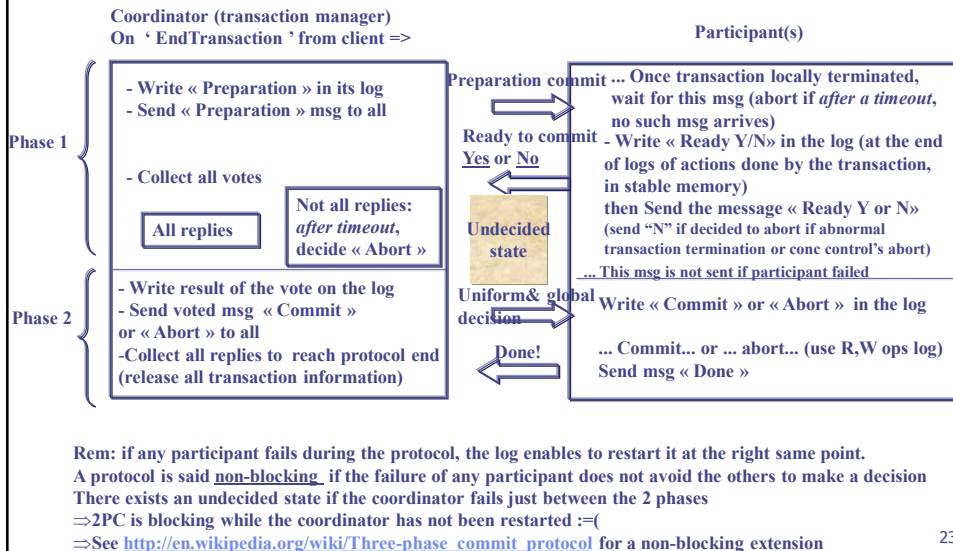 Coordinator (transaction manager)
On ‘ EndTransaction ’ from client =>
Participant(s)
Phase 1
- Write « Preparation » in its log
- Send « Preparation » msg to all
- Collect all votes
All replies
Not all replies:
after timeout,
decide « Abort »
Preparation commit
Ready to commit
Yes or No
Undecided
state
... Once transaction locally terminated,
wait for this msg (abort if after a timeout,
no such msg arrives)
- Write « Ready Y/N» in the log (at the end
of logs of actions done by the transaction,
in stable memory)
then Send the message « Ready Y or N»
(send “N” if decided to abort if abnormal
transaction termination or conc control’s abort)
... This msg is not sent if participant failed
Phase 2
- Write result of the vote on the log
- Send voted msg « Commit »
or « Abort » to all
-Collect all replies to reach protocol end
(release all transaction information)
Uniform& global
decision
Done!
Write « Commit » or « Abort » in the log
... Commit... or ... abort... (use R,W ops log)
Send msg « Done »
Rem: if any participant fails during the protocol, the log enables to restart it at the right same point.
A protocol is said non-blocking if the failure of any participant does not avoid the others to make a decision
There exists an undecided state if the coordinator fails just between the 2 phases
⇒2PC is blocking while the coordinator has not been restarted :=(
⇒See http://en.wikipedia.org/wiki/Three-phase_commit_protocol for a non-blocking extension
23